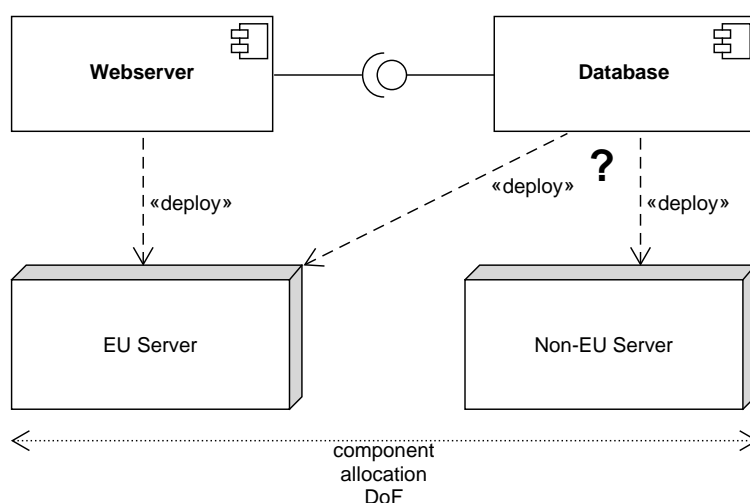 Webserver
Database
?
«deploy»
«deploy»
«deploy»
EU Server
Non-EU Server
component
allocation
DoF